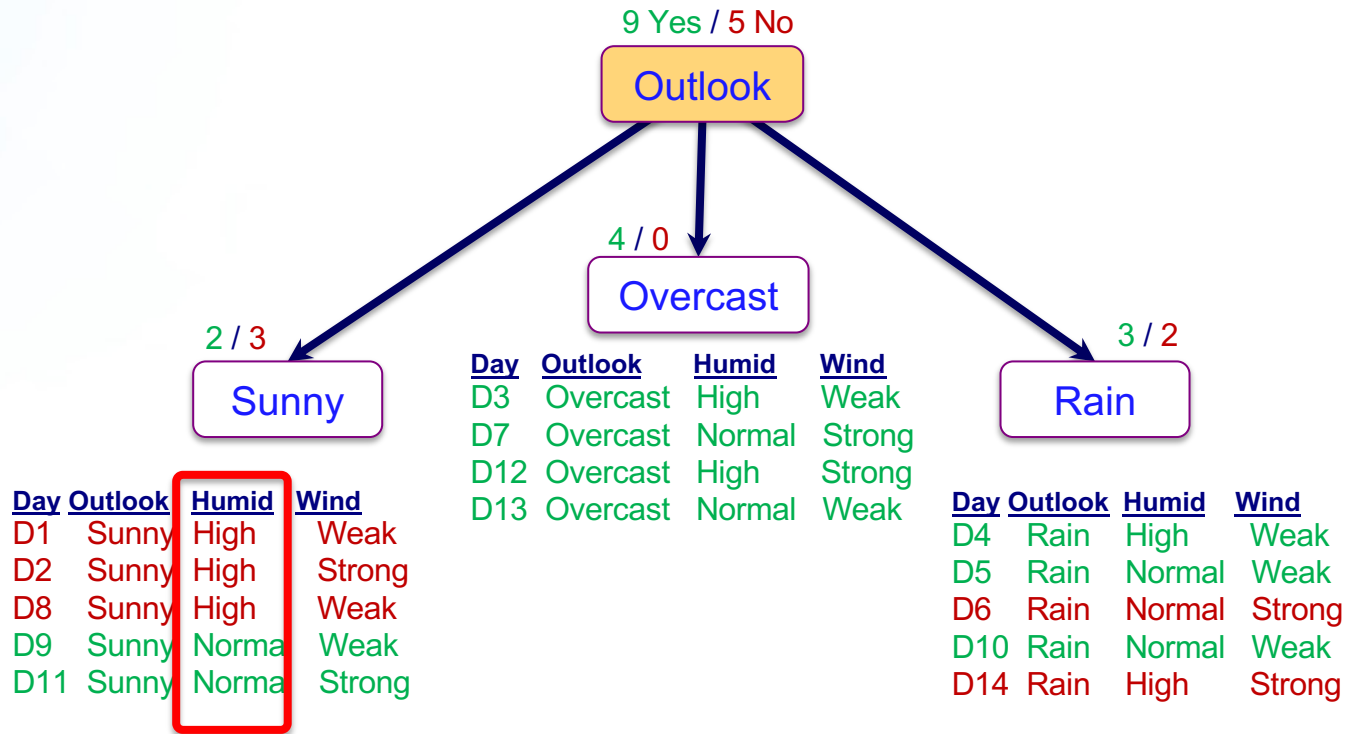 9 Yes / 5 No
Outlook
4 / 0
Overcast
2 / 3
Sunny
3 / 2
Rain
Day Outlook Humid Wind
D3 Overcast High Weak
D7 Overcast Normal Strong
D12 Overcast High Strong
D13 Overcast Normal Weak
Day Outlook Humid Wind
D1 Sunny High Weak
D2 Sunny High Strong
D8 Sunny High Weak
D9 Sunny Norma Weak
D11 Sunny Norma Strong
Day Outlook Humid Wind
D4 Rain High Weak
D5 Rain Normal Weak
D6 Rain Normal Strong
D10 Rain Normal Weak
D14 Rain High Strong